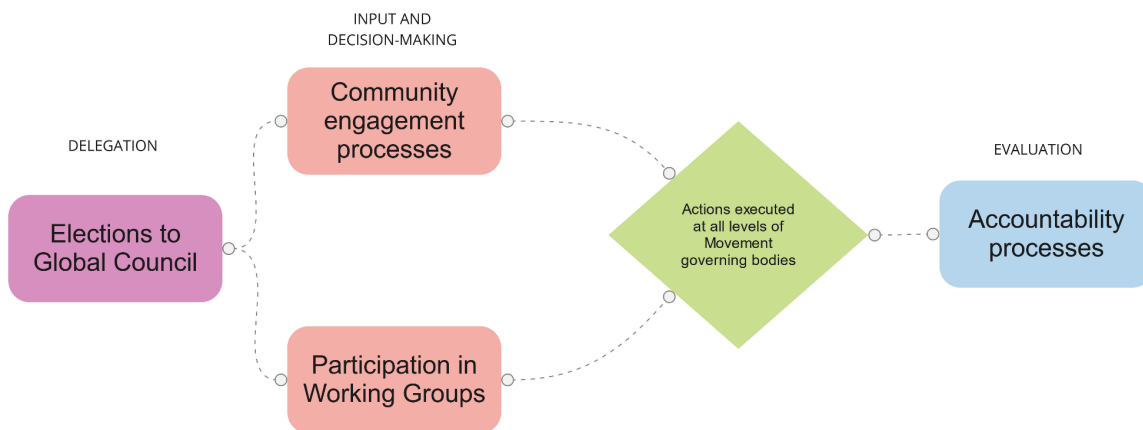 DELEGATION
Elections to
Global Council
INPUT AND
DECISION-MAKING
Community
engagement
processes
Participation in
Working Groups
Actions executed
at all levels of
Movement
governing bodies
EVALUATION
Accountability
processes